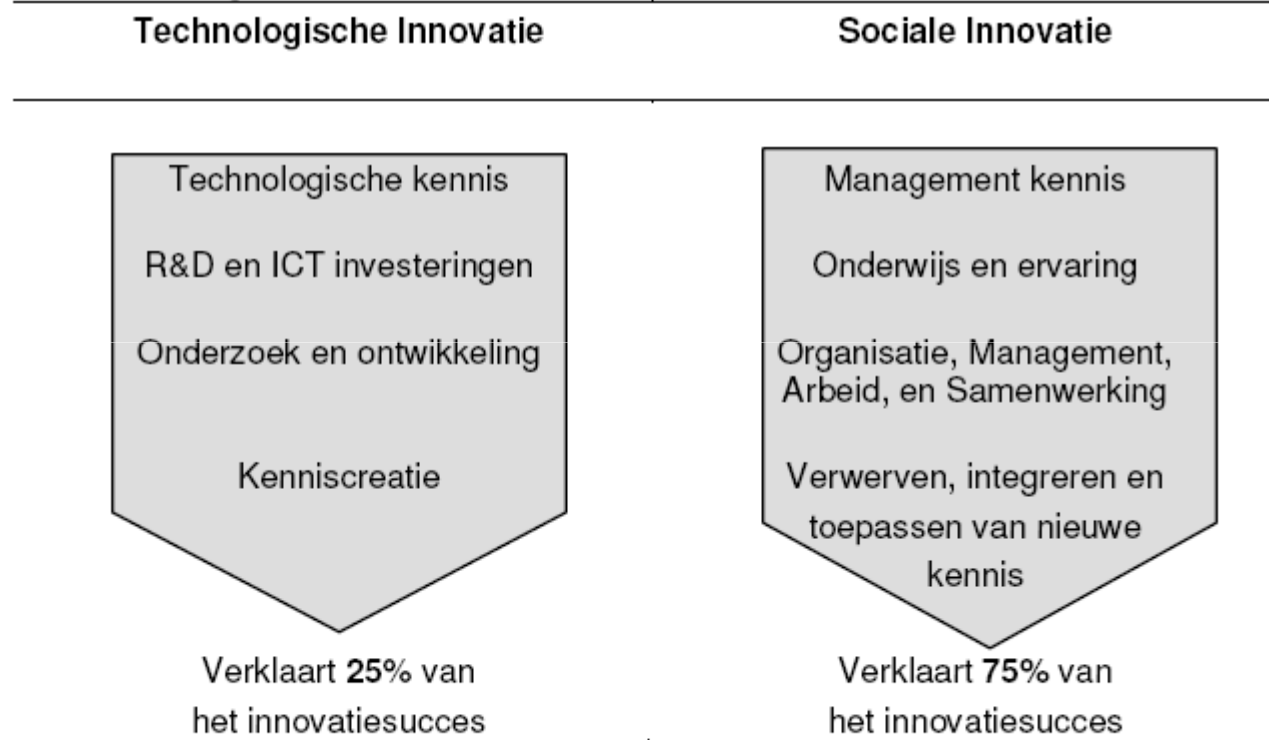 Technologische Innovatie
Technologische kennis
R&D en ICT investeringen
Onderzoek en ontwikkeling
Kenniscreatie
Verklaart 25% van
het innovatiesucces
Sociale Innovatie
Management kennis
Onderwijs en ervaring
Organisatie, Management,
Arbeid, en Samenwerking
Verwerven, integreren en
toepassen van nieuwe
kennis
Verklaart 75% van
het innovatiesucces